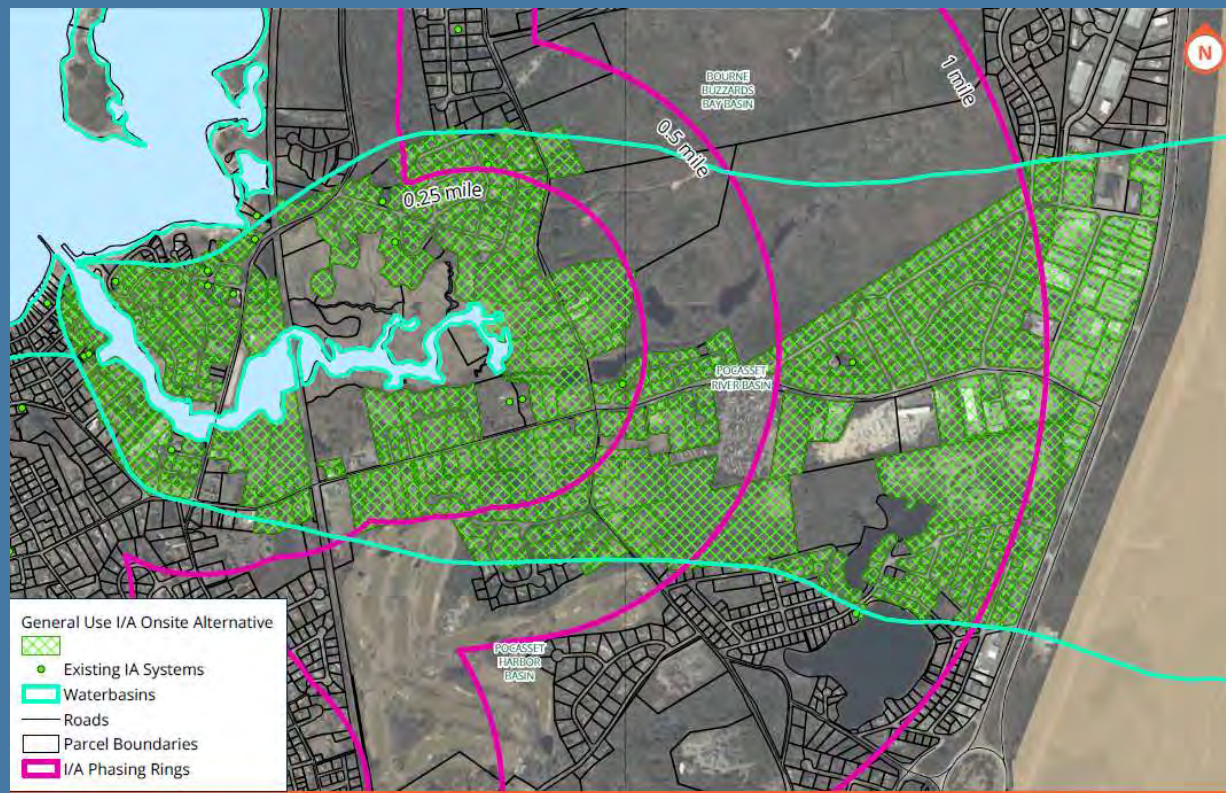 N
BOURNE
BUZZARDS
BAY BASIN
1 mile
0.5 mile
0.25 mile
POCASSET
RIVER BASIN
POCASSET
HARBOR
BASIN
General Use I/A Onsite Alternative
Existing IA Systems
Waterbasins
Roads
Parcel Boundaries
I/A Phasing Rings